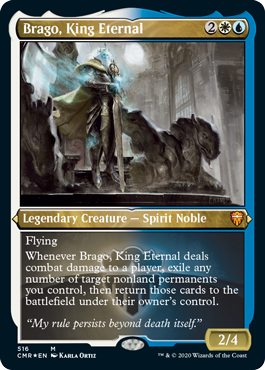 Brago, King Eternal 2
Legendary Creature — Spirit Noble
Flying
Whenever Brago, King Eternal deals
combat damage to a player, exile any
number of target nonland permanents
you control, then return those cards to the
battlefield under their owner's control.
"My rule persists beyond death itself."
2/4
516 M
CMR EN KARLA ORTIZ
™ & © 2020 Wizards of the Coast